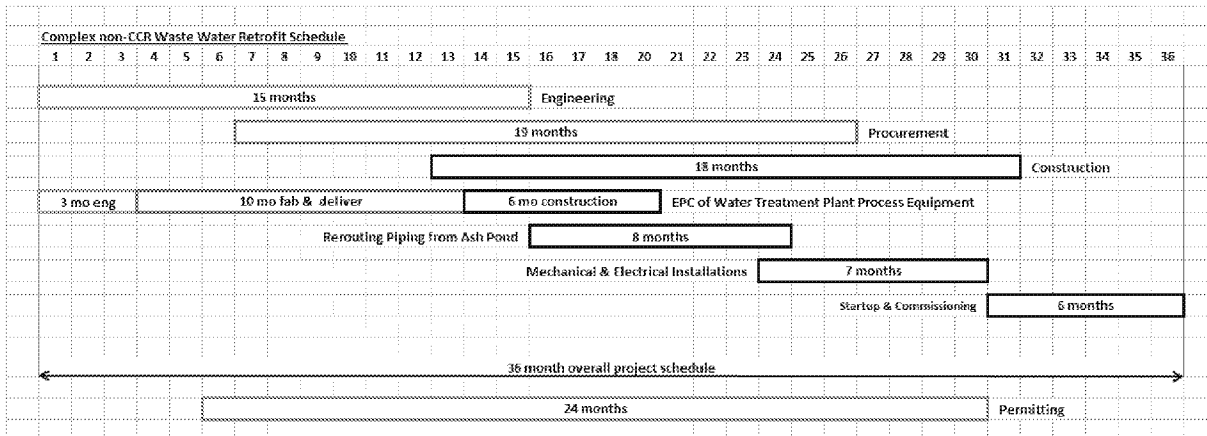 Complex non-CCR Waste Water Retrofit Schedule
1 2 3 4 5 6 7 8 9 10 11 12 13 14 15 16 17 18 19 20 21 22 23 24 25 26 27 28 29 30 31 32 33 34 35 36
15 months Engineering
19 months Procurement
18 months Construction
3 mo eng 10 mo fab & deliver 6 mo construction EPC of Water Treatment Plant Process Equipment
Rerouting Piping from Ash Pond 8 months
Mechanical & Electrical Installations 7 months
Startup & Commissioning 6 months
36 month overall project schedule
24 months Permitting